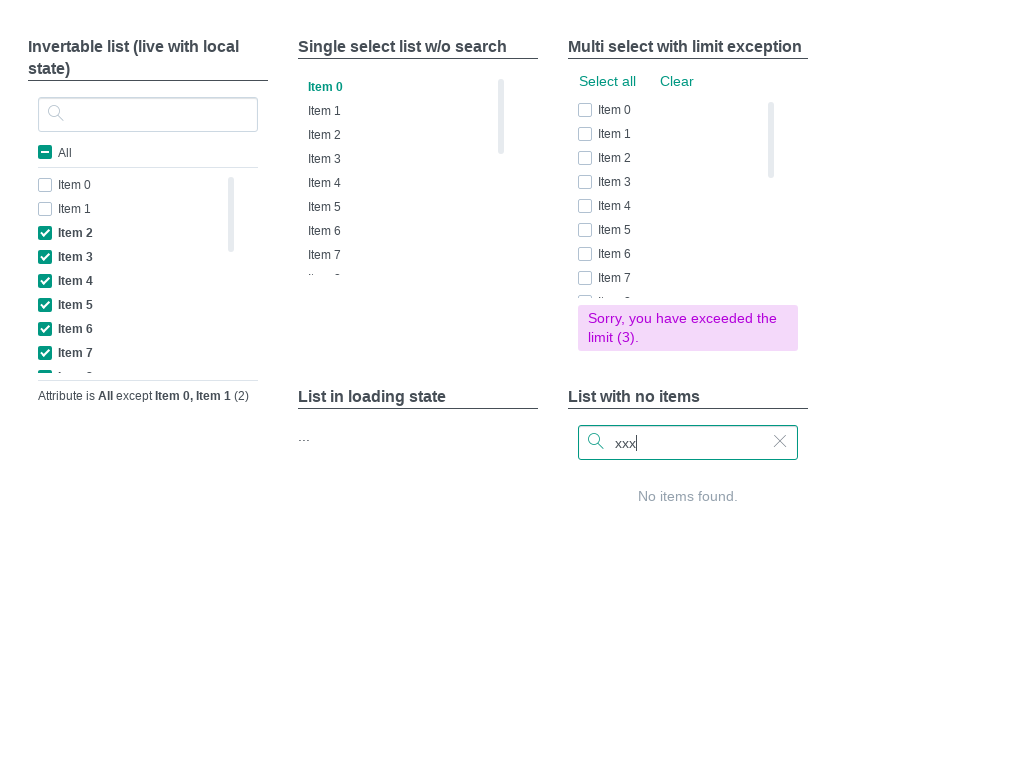 Invertable list (live with local
state)
All
Item 0
Item 1
Item 2
Item 3
Item 4
Item 5
Item 6
Item 7
Attribute is All except Item 0, Item 1 (2)
Single select list w/o search
Item 0
Item 1
Item 2
Item 3
Item 4
Item 5
Item 6
Item 7
Multi select with limit exception
Select all Clear
Item 0
Item 1
Item 2
Item 3
Item 4
Item 5
Item 6
Item 7
Sorry, you have exceeded the
limit (3).
List in loading state
...
List with no items
xxx
No items found.